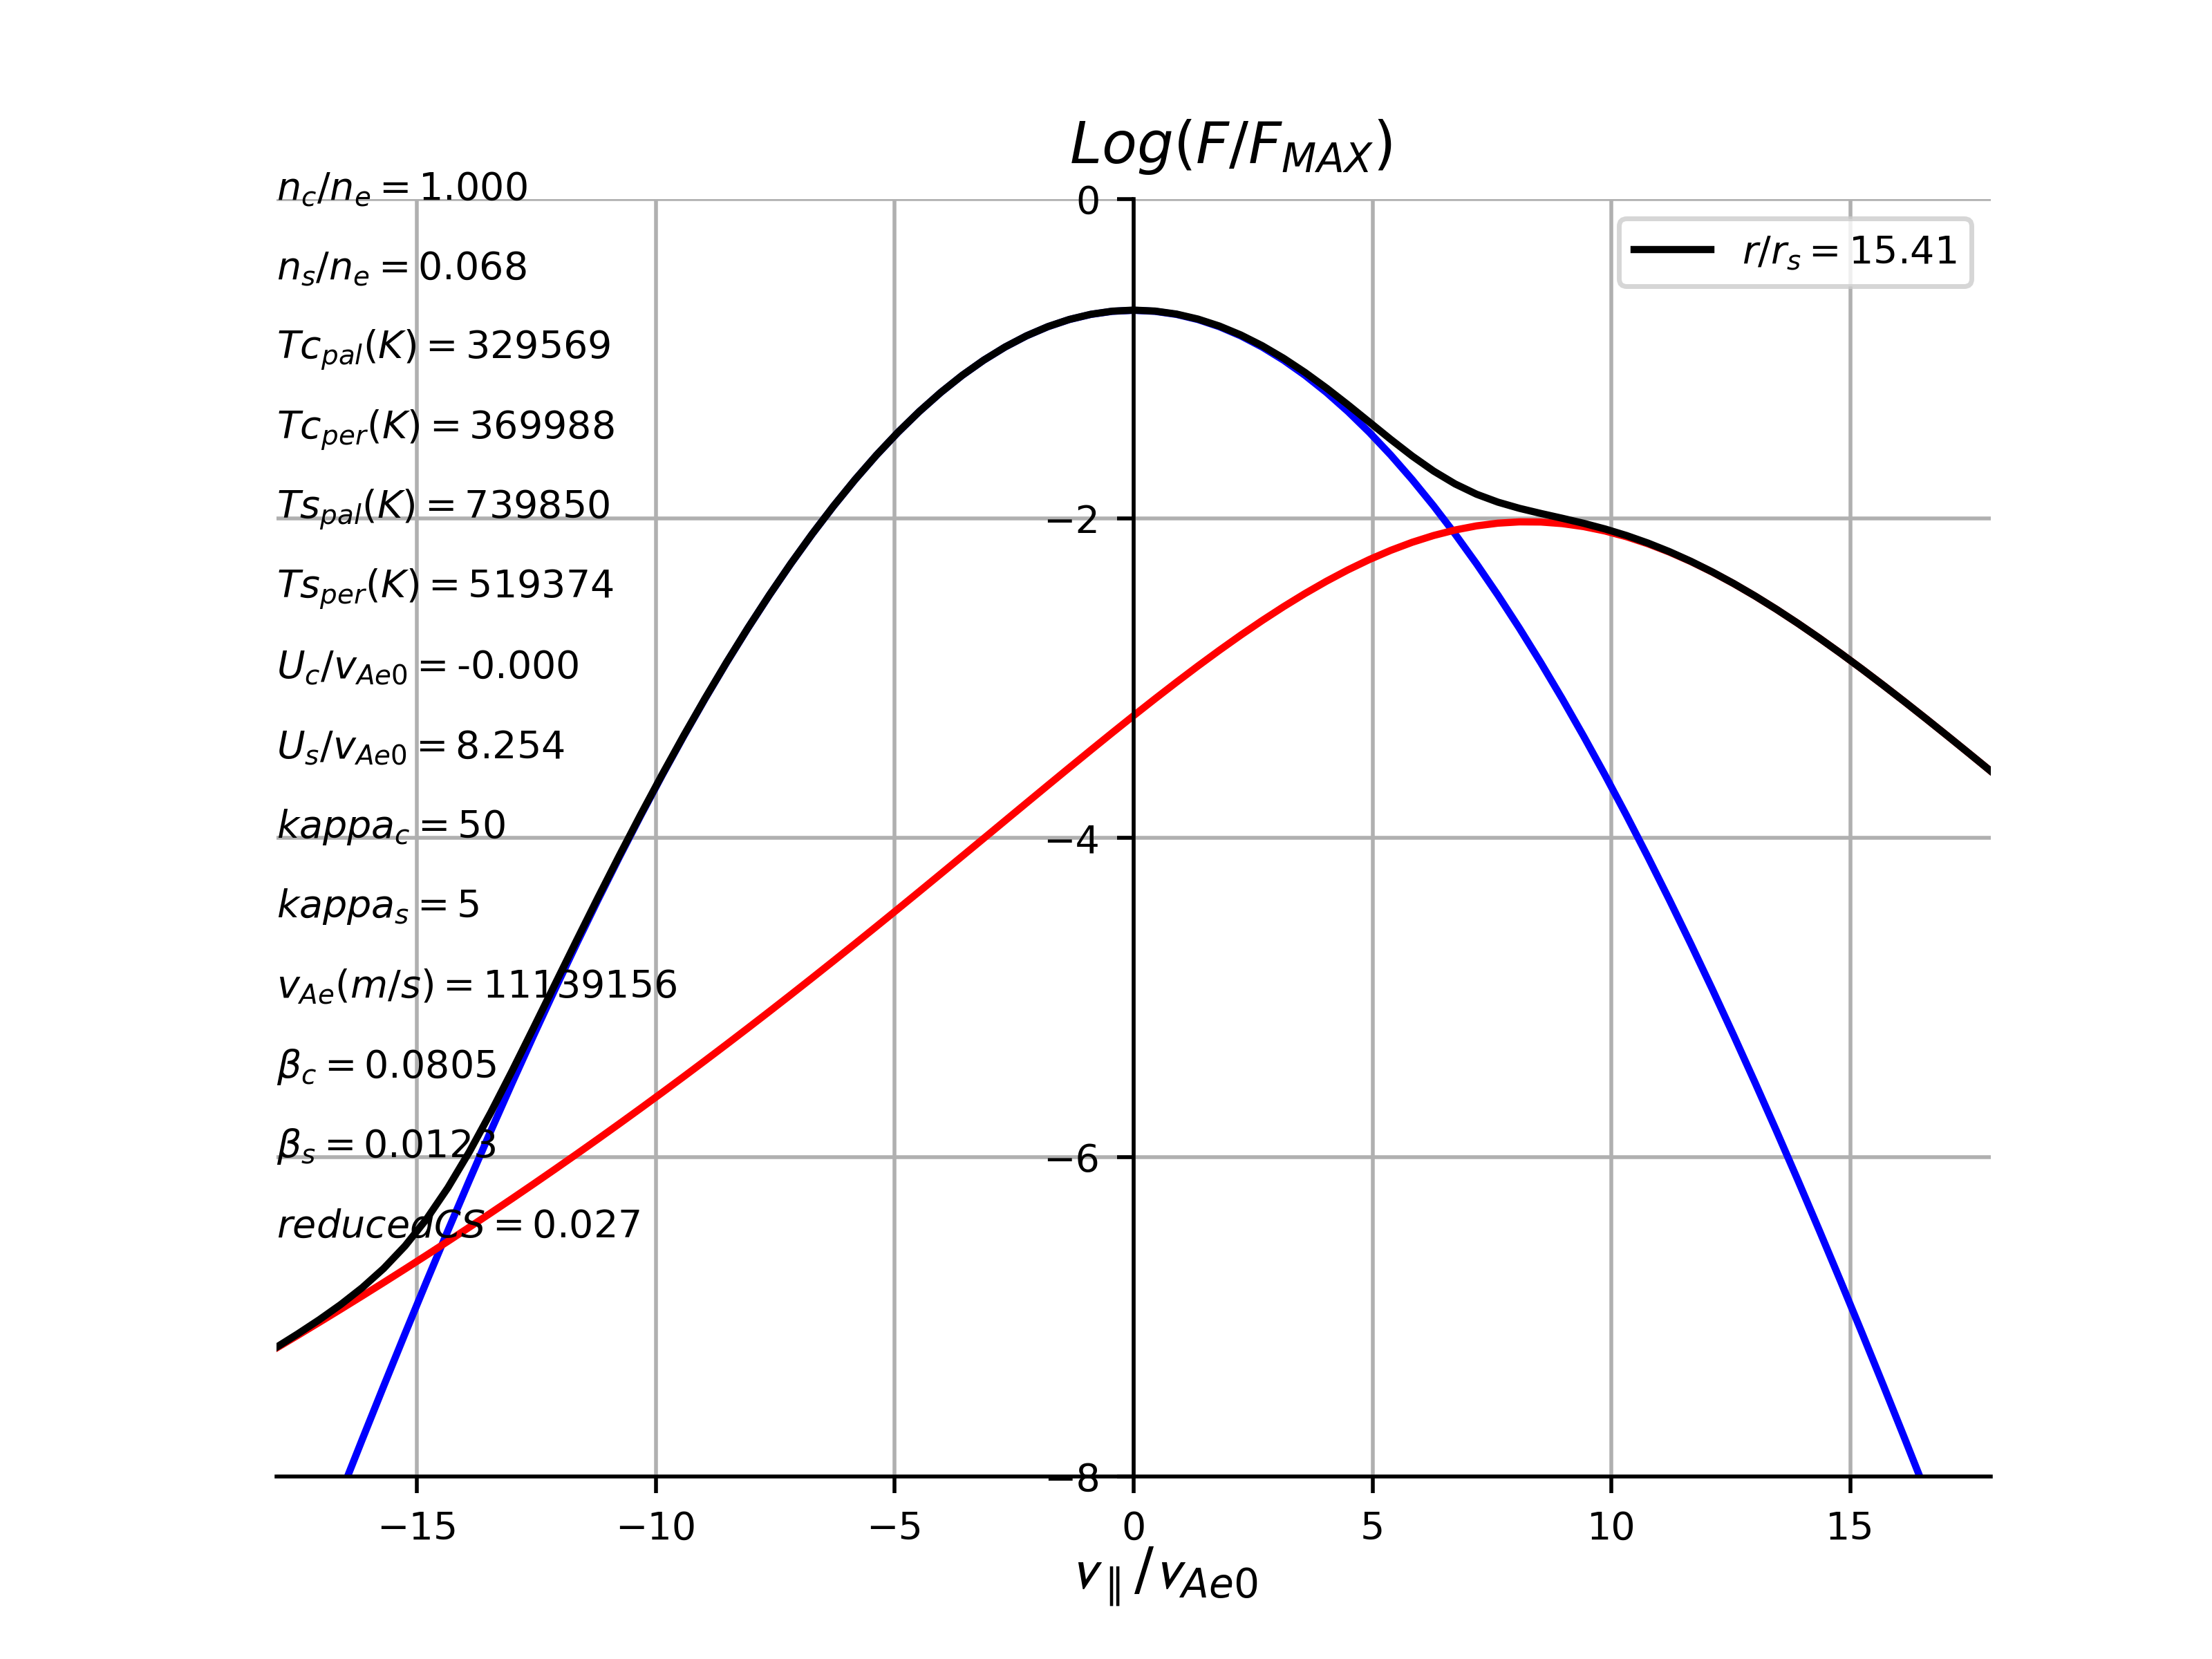 Log(F/F_MAX)
n_c/n_e = 1.000
0
r/r_s = 15.41
n_s/n_e = 0.068
Tc_pal(K) = 329569
Tc_per(K) = 369988
Ts_pal(K) = 739850
−2
Ts_per(K) = 519374
U_c/v_Ae0 = -0.000
U_s/v_Ae0 = 8.254
kappa_c = 50
−4
kappa_s = 5
v_Ae(m/s) = 11139156
β_c = 0.0805
β_s = 0.0123
−6
reducedCS = 0.027
−8
−15 −10 −5 0 5 10 15
v_∥/v_Ae0